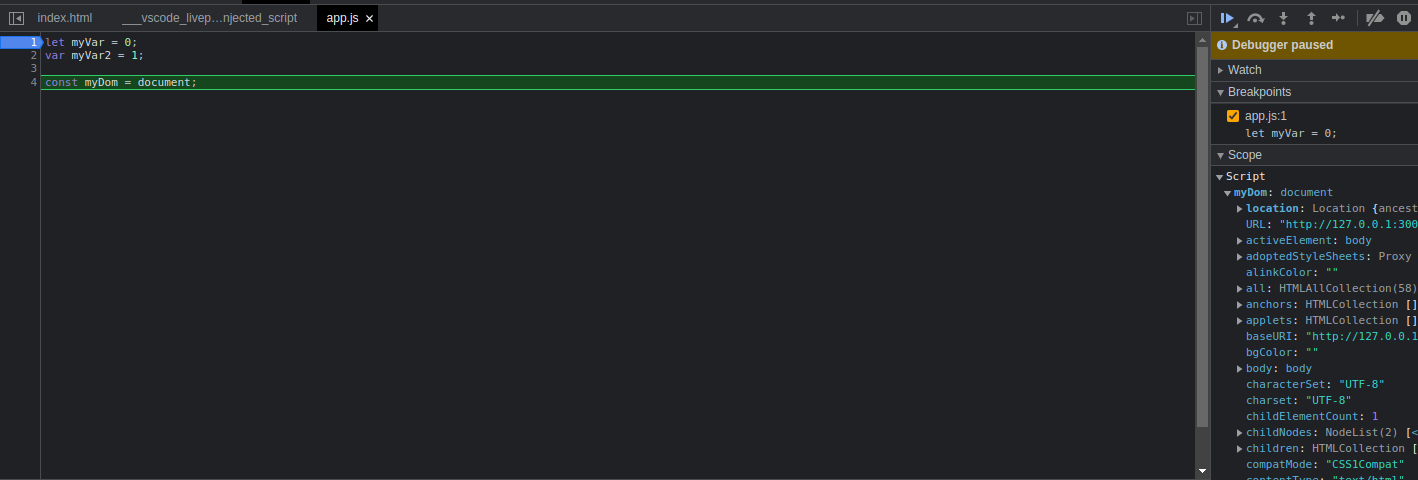 index.html ___vscode_livep…njected_script app.js ×
1 let myVar = 0;
2 var myVar2 = 1;
3
4 const myDom = document;
Debugger paused
Watch
Breakpoints
app.js:1
let myVar = 0;
Scope
Script
myDom: document
location: Location {ancest
URL: "http://127.0.0.1:300
activeElement: body
adoptedStyleSheets: Proxy
alinkColor: ""
all: HTMLAllCollection(58)
anchors: HTMLCollection []
applets: HTMLCollection []
baseURI: "http://127.0.0.1
bgColor: ""
body: body
characterSet: "UTF-8"
charset: "UTF-8"
childElementCount: 1
childNodes: NodeList(2) [<
children: HTMLCollection [
compatMode: "CSS1Compat"
contentType: "text/html"